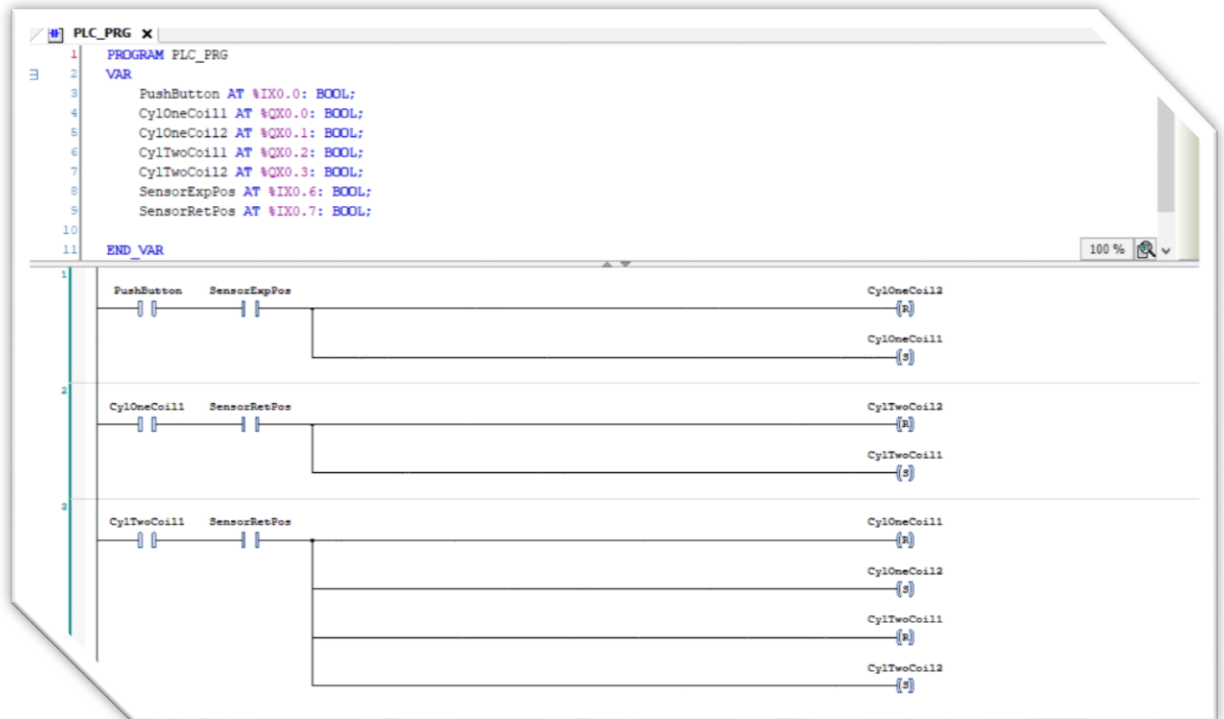 PLC_PRG X
1 PROGRAM PLC_PRG
2 VAR
3 PushButton AT %IX0.0: BOOL;
4 CylOneCoil1 AT %QX0.0: BOOL;
5 CylOneCoil2 AT %QX0.1: BOOL;
6 CylTwoCoil1 AT %QX0.2: BOOL;
7 CylTwoCoil2 AT %QX0.3: BOOL;
8 SensorExpPos AT %IX0.6: BOOL;
9 SensorRetPos AT %IX0.7: BOOL;
10
11 END_VAR
100 %
1
PushButton SensorExpPos CylOneCoil2
R
CylOneCoil1
S
2
CylOneCoil1 SensorRetPos CylTwoCoil2
R
CylTwoCoil1
S
3
CylTwoCoil1 SensorRetPos CylOneCoil1
R
CylOneCoil2
S
CylTwoCoil1
R
CylTwoCoil2
S